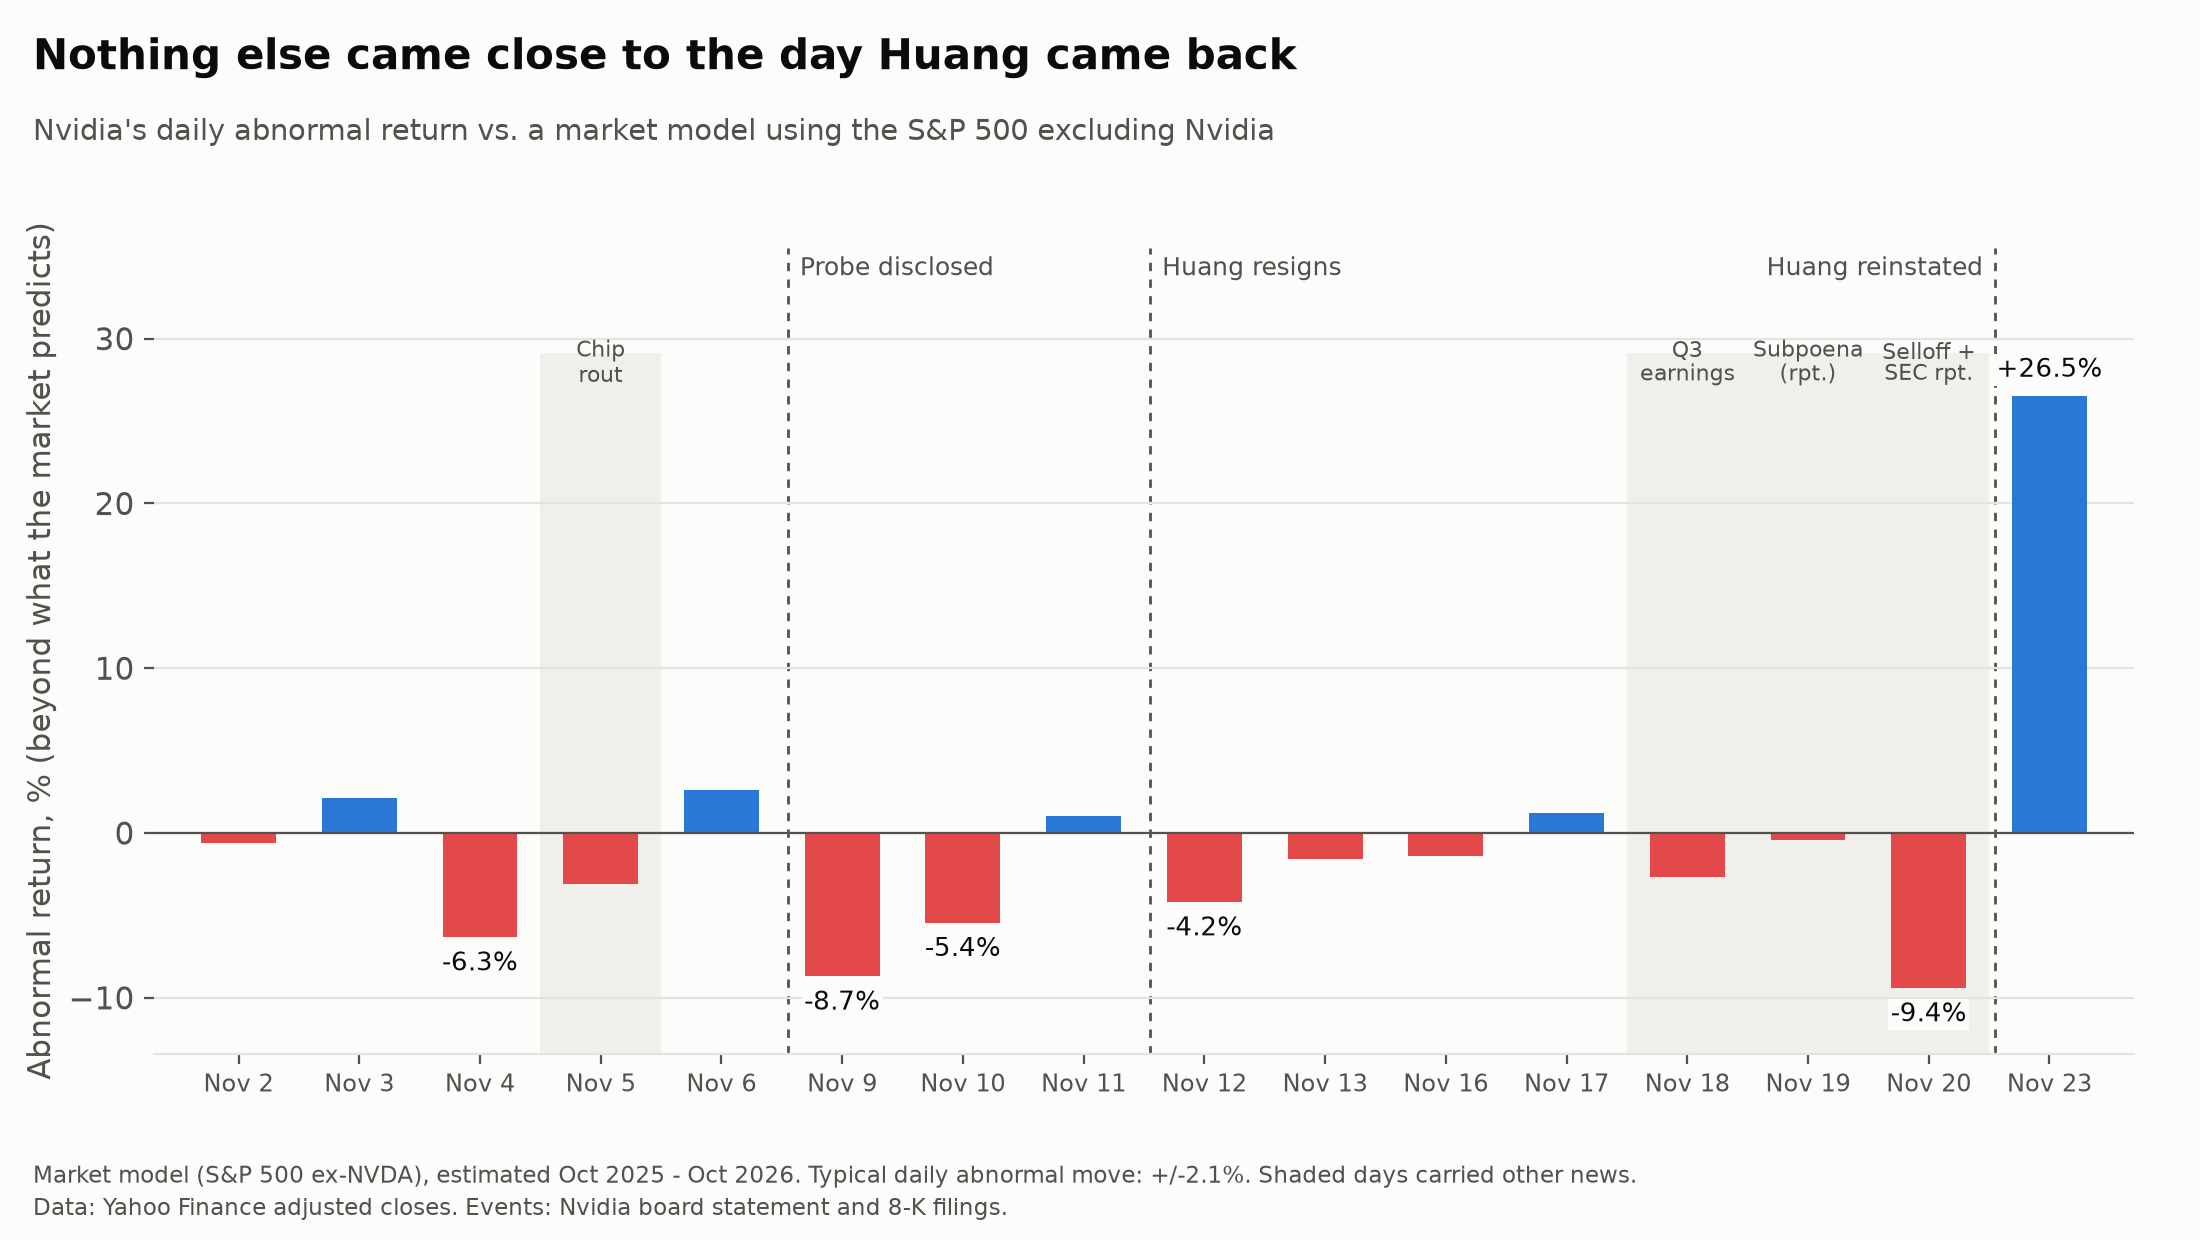 Nothing else came close to the day Huang came back
Nvidia's daily abnormal return vs. a market model using the S&P 500 excluding Nvidia
Abnormal return, % (beyond what the market predicts)
Probe disclosed
Huang resigns
Huang reinstated
30
20
10
0
−10
Chip
rout
Q3
earnings
Subpoena
(rpt.)
Selloff +
SEC rpt.
+26.5%
-6.3%
-8.7%
-5.4%
-4.2%
-9.4%
Nov 2
Nov 3
Nov 4
Nov 5
Nov 6
Nov 9
Nov 10
Nov 11
Nov 12
Nov 13
Nov 16
Nov 17
Nov 18
Nov 19
Nov 20
Nov 23
Market model (S&P 500 ex-NVDA), estimated Oct 2025 - Oct 2026. Typical daily abnormal move: +/-2.1%. Shaded days carried other news.
Data: Yahoo Finance adjusted closes. Events: Nvidia board statement and 8-K filings.